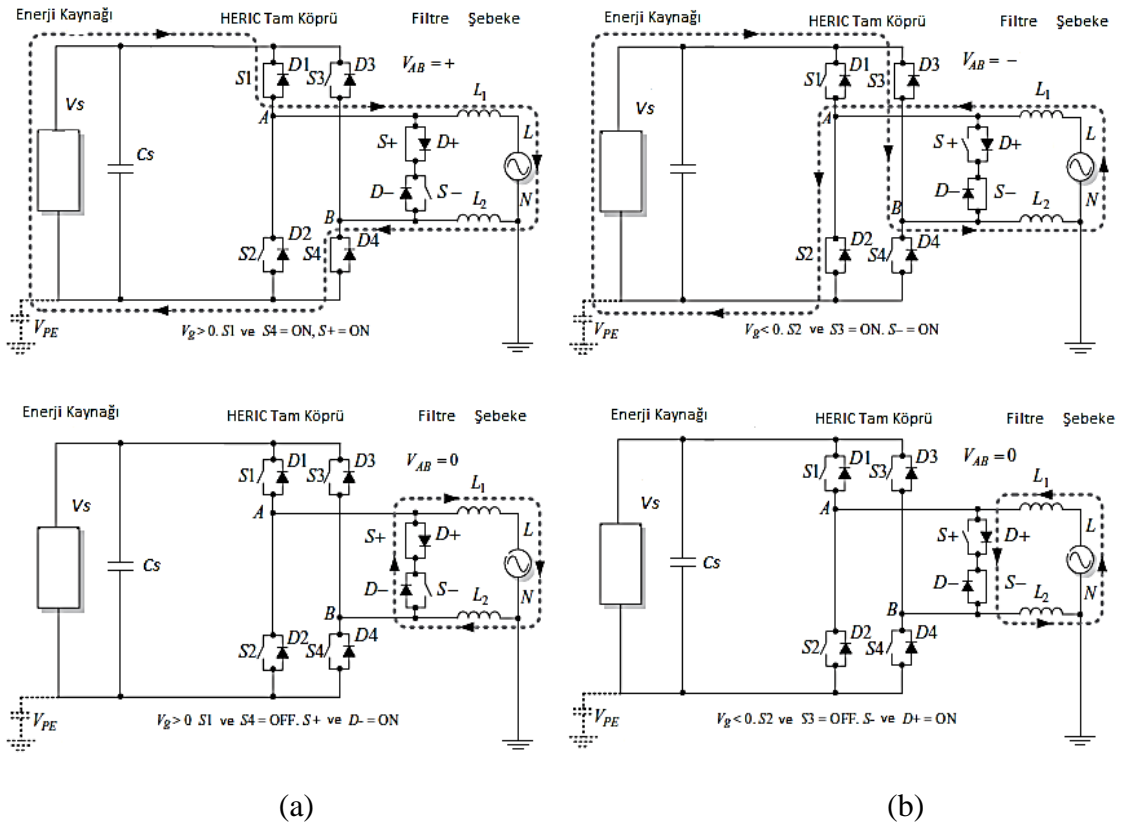 Enerji Kaynağı HERIC Tam Köprü Filtre Şebeke
S1 D1 S3 D3 V_AB = +
L1
Vs
A
L
S+ D+
Cs
D− S−
N
L2
B
D2 D4
S2 S4
V_PE
Vg > 0. S1 ve S4 = ON, S+ = ON
Enerji Kaynağı HERIC Tam Köprü Filtre Şebeke
S1 D1 S3 D3 V_AB = −
L1
Vs
A
L
S+ D+
D− S−
N
L2
B
D2 D4
S2 S4
V_PE
Vg < 0. S2 ve S3 = ON. S− = ON
Enerji Kaynağı HERIC Tam Köprü Filtre Şebeke
S1 D1 S3 D3 V_AB = 0
L1
Vs
A
L
S+ D+
Cs
D− S−
N
L2
B
D2 D4
S2 S4
V_PE
Vg > 0 S1 ve S4 = OFF. S+ ve D- = ON
Enerji Kaynağı HERIC Tam Köprü Filtre Şebeke
S1 D1 S3 D3 V_AB = 0
L1
Vs
A
L
S+ D+
Cs
D− S−
N
L2
B
D2 D4
S2 S4
V_PE
Vg < 0. S2 ve S3 = OFF. S- ve D+ = ON
(a) (b)